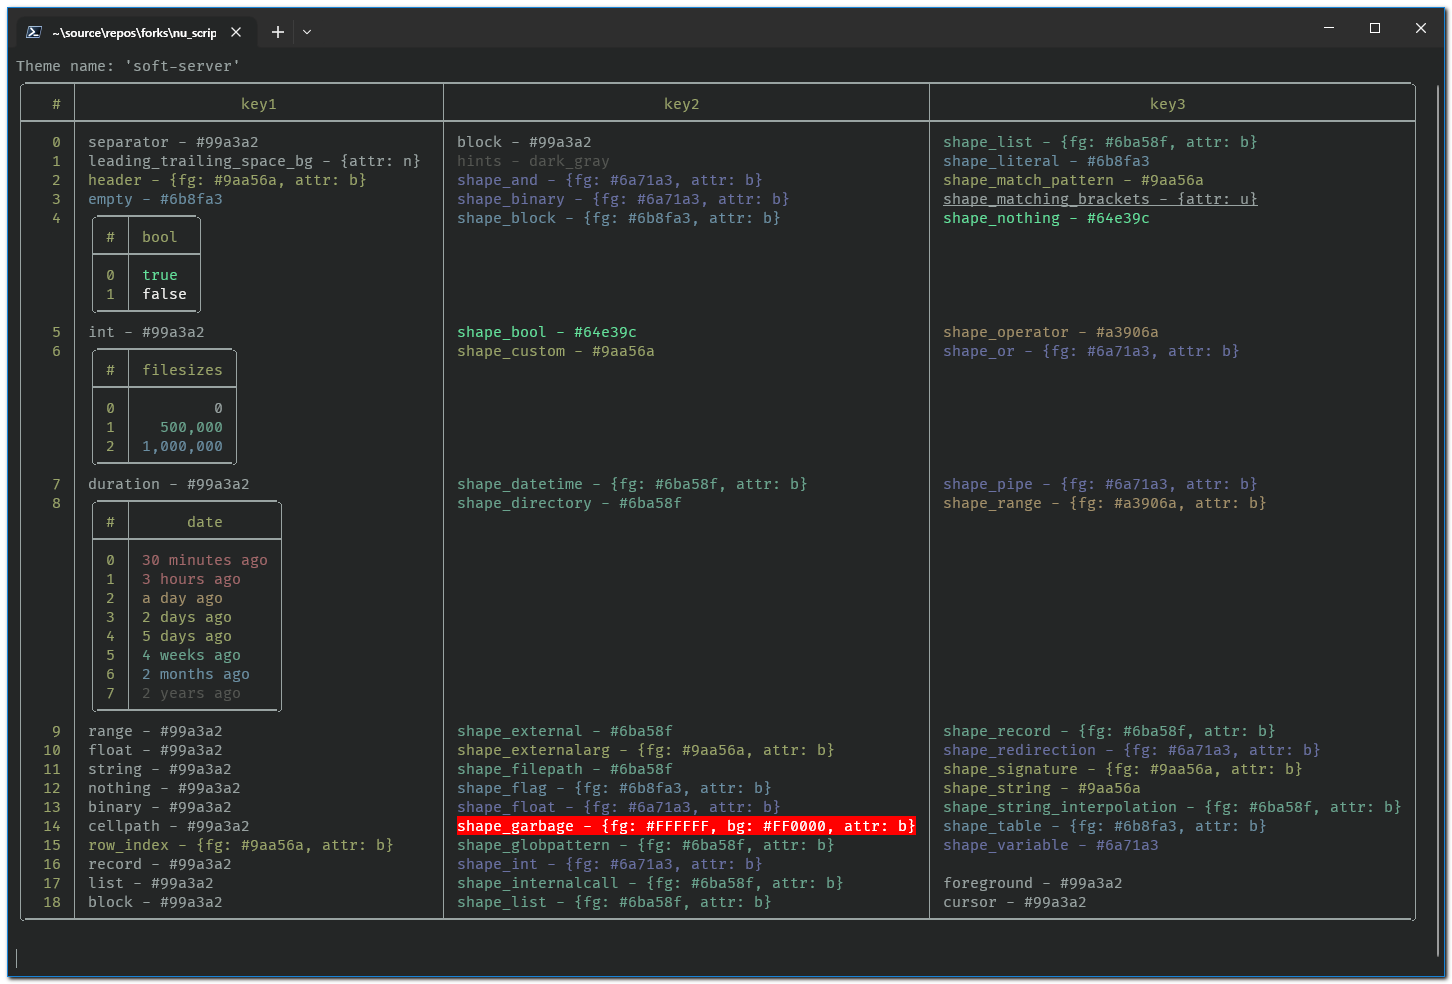 ~\source\repos\forks\nu_scrip
Theme name: 'soft-server'
# key1 key2 key3
0 separator - #99a3a2 block - #99a3a2 shape_list - {fg: #6ba58f, attr: b}
1 leading_trailing_space_bg - {attr: n} hints - dark_gray shape_literal - #6b8fa3
2 header - {fg: #9aa56a, attr: b} shape_and - {fg: #6a71a3, attr: b} shape_match_pattern - #9aa56a
3 empty - #6b8fa3 shape_binary - {fg: #6a71a3, attr: b} shape_matching_brackets - {attr: u}
4 shape_block - {fg: #6b8fa3, attr: b} shape_nothing - #64e39c
# bool
0 true
1 false
5 int - #99a3a2 shape_bool - #64e39c shape_operator - #a3906a
6 shape_custom - #9aa56a shape_or - {fg: #6a71a3, attr: b}
# filesizes
0 0
1 500,000
2 1,000,000
7 duration - #99a3a2 shape_datetime - {fg: #6ba58f, attr: b} shape_pipe - {fg: #6a71a3, attr: b}
8 shape_directory - #6ba58f shape_range - {fg: #a3906a, attr: b}
# date
0 30 minutes ago
1 3 hours ago
2 a day ago
3 2 days ago
4 5 days ago
5 4 weeks ago
6 2 months ago
7 2 years ago
9 range - #99a3a2 shape_external - #6ba58f shape_record - {fg: #6ba58f, attr: b}
10 float - #99a3a2 shape_externalarg - {fg: #9aa56a, attr: b} shape_redirection - {fg: #6a71a3, attr: b}
11 string - #99a3a2 shape_filepath - #6ba58f shape_signature - {fg: #9aa56a, attr: b}
12 nothing - #99a3a2 shape_flag - {fg: #6b8fa3, attr: b} shape_string - #9aa56a
13 binary - #99a3a2 shape_float - {fg: #6a71a3, attr: b} shape_string_interpolation - {fg: #6ba58f, attr: b}
14 cellpath - #99a3a2 shape_garbage - {fg: #FFFFFF, bg: #FF0000, attr: b} shape_table - {fg: #6b8fa3, attr: b}
15 row_index - {fg: #9aa56a, attr: b} shape_globpattern - {fg: #6ba58f, attr: b} shape_variable - #6a71a3
16 record - #99a3a2 shape_int - {fg: #6a71a3, attr: b}
17 list - #99a3a2 shape_internalcall - {fg: #6ba58f, attr: b} foreground - #99a3a2
18 block - #99a3a2 shape_list - {fg: #6ba58f, attr: b} cursor - #99a3a2